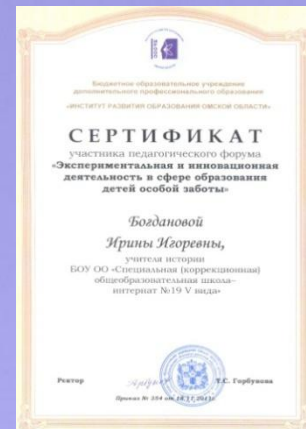 Бюджетное образовательное учреждение
дополнительного профессионального образования
«ИНСТИТУТ РАЗВИТИЯ ОБРАЗОВАНИЯ ОМСКОЙ ОБЛАСТИ»
СЕРТИФИКАТ
участника педагогического форума
«Экспериментальная и инновационная
деятельность в сфере образования
детей особой заботы»
Богдановой
Ирины Игоревны,
учителя истории
БОУ ОО «Специальная (коррекционная)
общеобразовательная школа–
интернат №19 V вида»
Ректор
Т.С. Горбунова
Приказ №
от